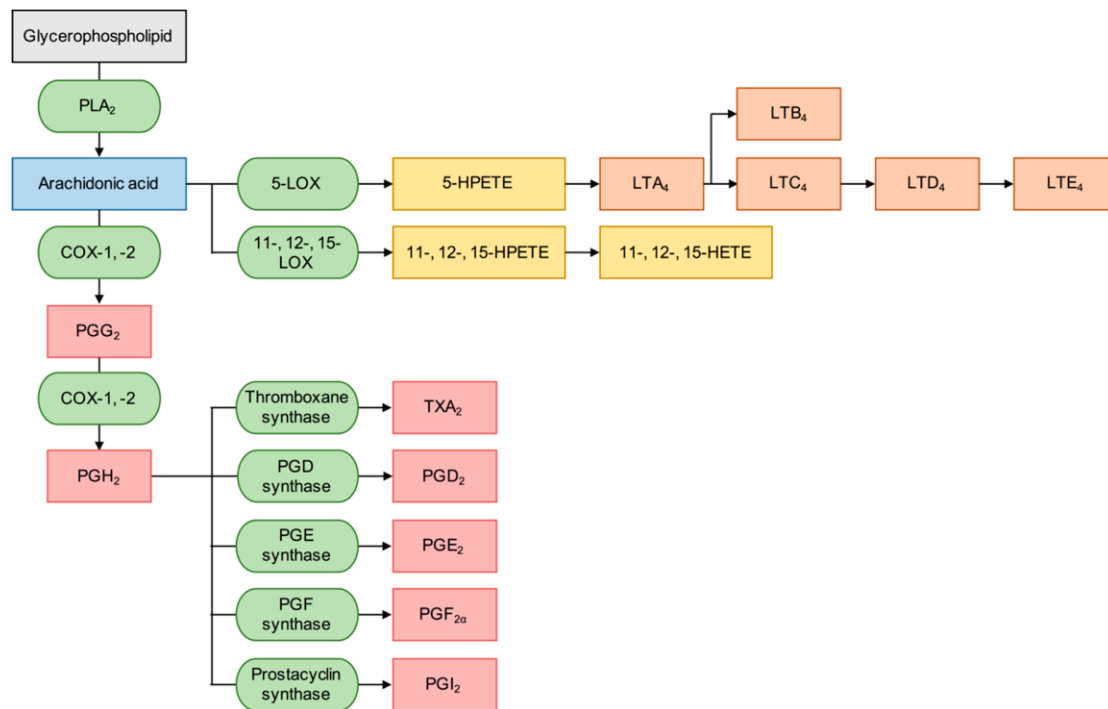 Glycerophospholipid
PLA₂
LTB₄
Arachidonic acid
5-LOX
5-HPETE
LTA₄
LTC₄
LTD₄
LTE₄
COX-1, -2
11-, 12-, 15-
LOX
11-, 12-, 15-HPETE
11-, 12-, 15-HETE
PGG₂
COX-1, -2
Thromboxane
synthase
TXA₂
PGH₂
PGD
synthase
PGD₂
PGE
synthase
PGE₂
PGF
synthase
PGF₂α
Prostacyclin
synthase
PGI₂